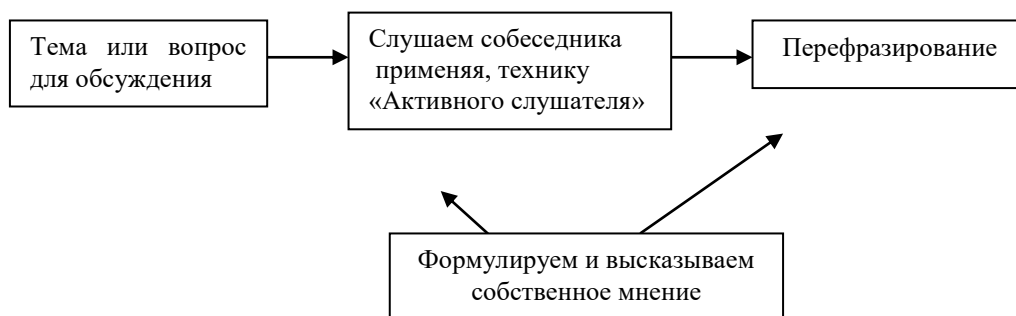 Тема или вопрос
для обсуждения
Слушаем собеседника
применяя, технику
«Активного слушателя»
Перефразирование
Формулируем и высказываем
собственное мнение